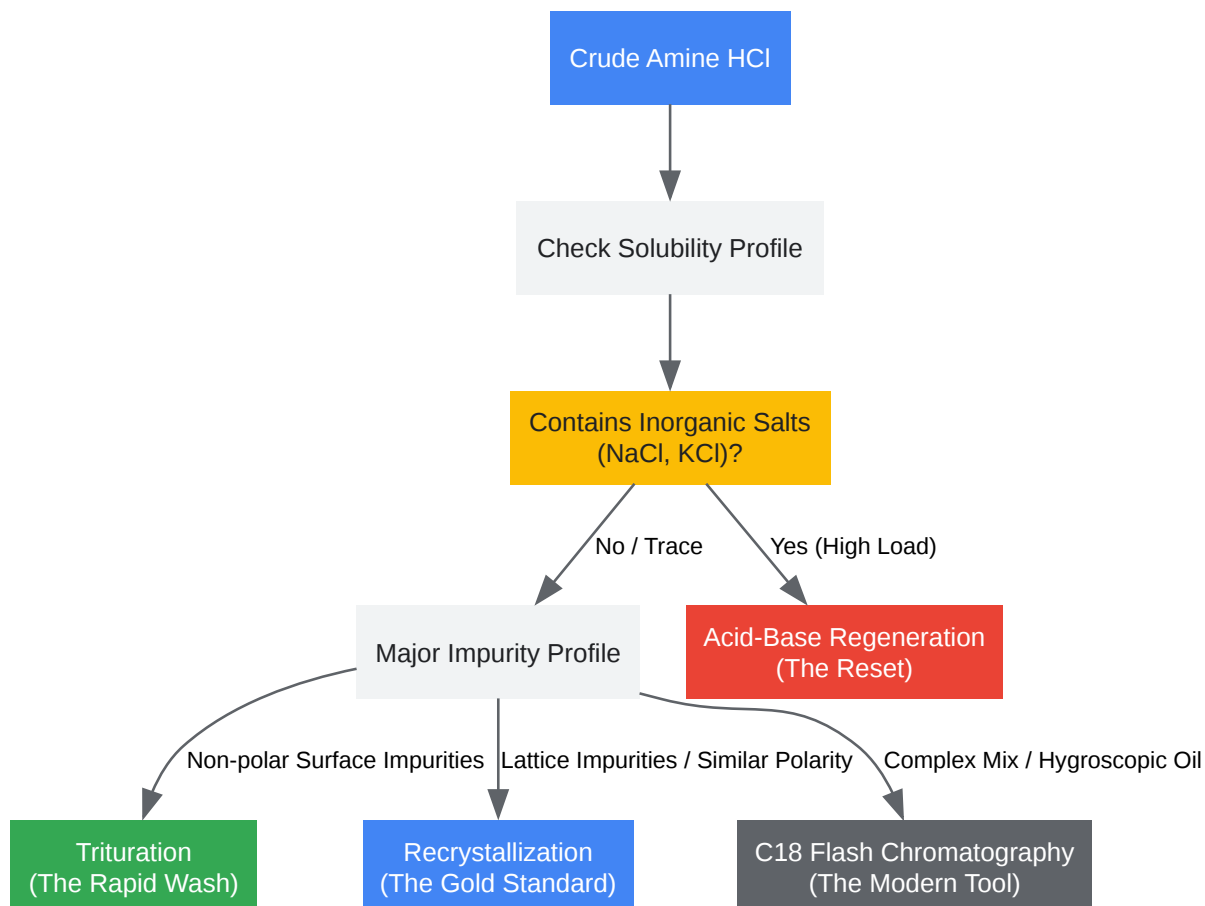 Crude Amine HCl
Check Solubility Profile
Contains Inorganic Salts
(NaCl, KCl)?
No / Trace
Yes (High Load)
Major Impurity Profile
Acid-Base Regeneration
(The Reset)
Non-polar Surface Impurities
Lattice Impurities / Similar Polarity
Complex Mix / Hygroscopic Oil
Trituration
(The Rapid Wash)
Recrystallization
(The Gold Standard)
C18 Flash Chromatography
(The Modern Tool)